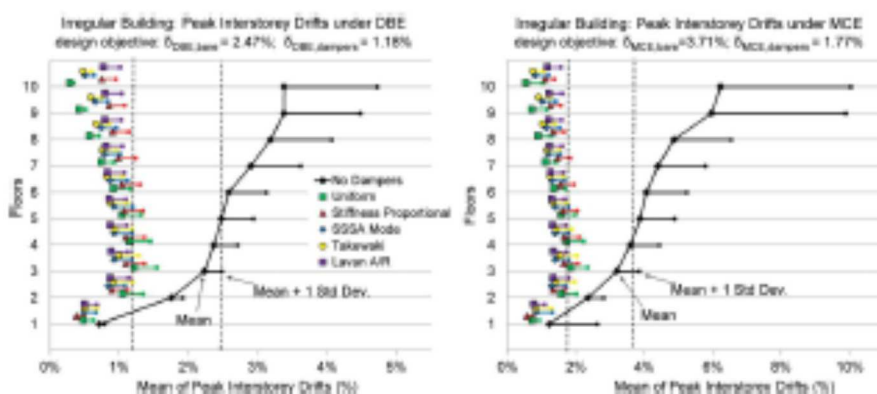 Irregular Building: Peak Interstorey Drifts under DBE
design objective: δDBE,bare = 2.47%; δDBE,dampers = 1.18%
10
9
8
7
6
5
4
3
2
1
Floors
No Dampers
Uniform
Stiffness Proportional
SSSA Mode
Takewaki
Lavan A/R
Mean + 1 Std Dev.
Mean
0% 1% 2% 3% 4% 5%
Mean of Peak Interstorey Drifts (%)
Irregular Building: Peak Interstorey Drifts under MCE
design objective: δMCE,bare=3.71%; δMCE,dampers = 1.77%
10
9
8
7
6
5
4
3
2
1
Floors
Mean + 1 Std Dev.
Mean
0% 2% 4% 6% 8% 10%
Mean of Peak Interstorey Drifts (%)